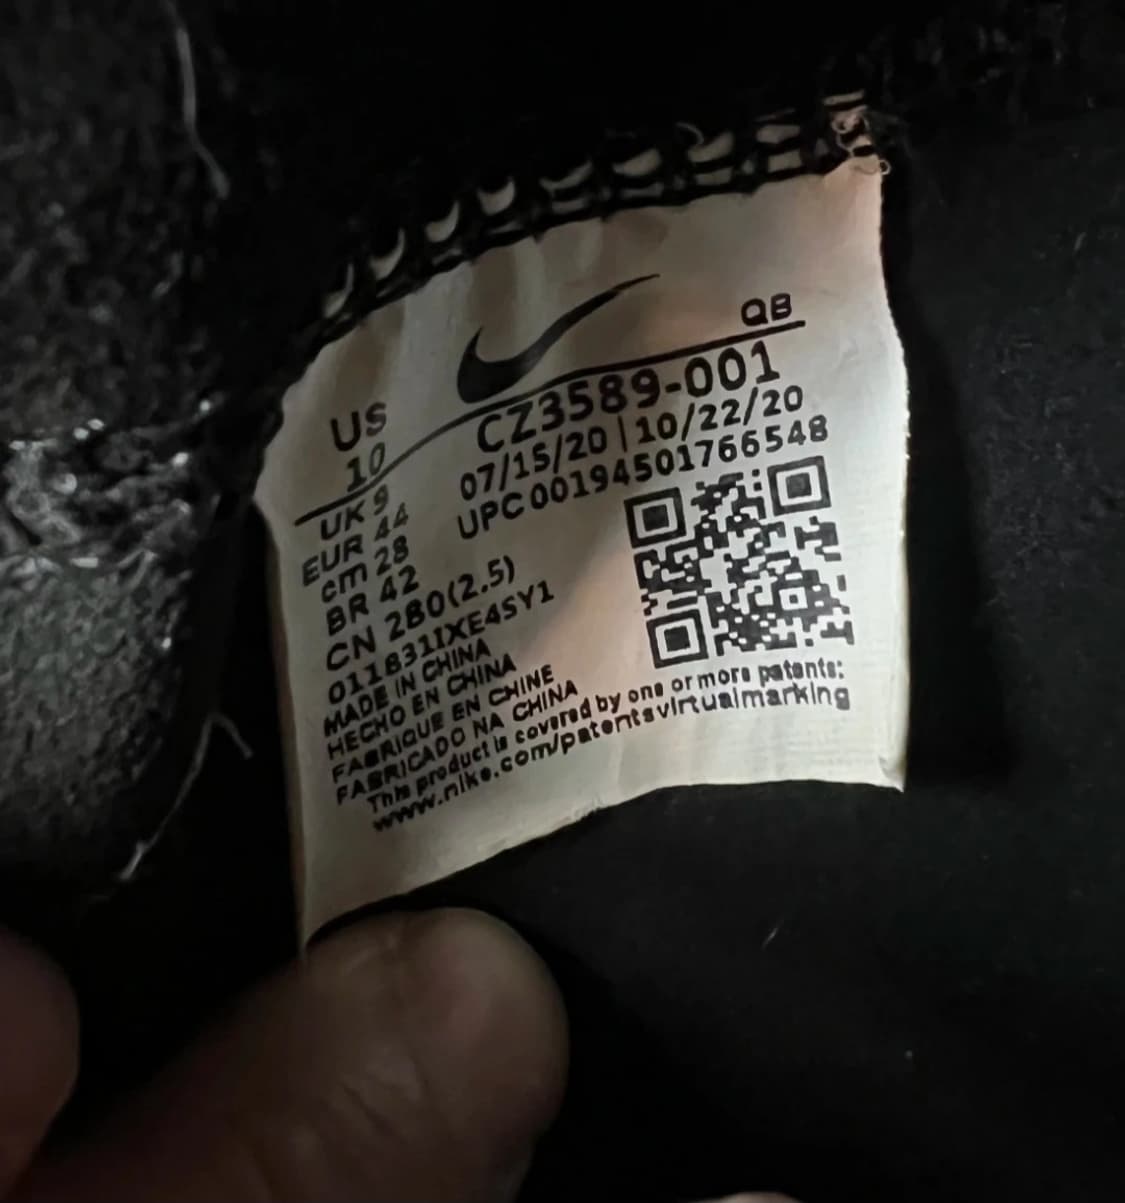 QB
US
10
CZ3589-001
07/15/20 | 10/22/20
UPC 00194501766548
UK 9
EUR 44
cm 28
BR 42
CN 280(2.5)
011831IXE4SY1
MADE IN CHINA
HECHO EN CHINA
FABRIQUE EN CHINE
FABRICADO NA CHINA
This product is covered by one or more patents:
www.nike.com/patentsvirtualmarking